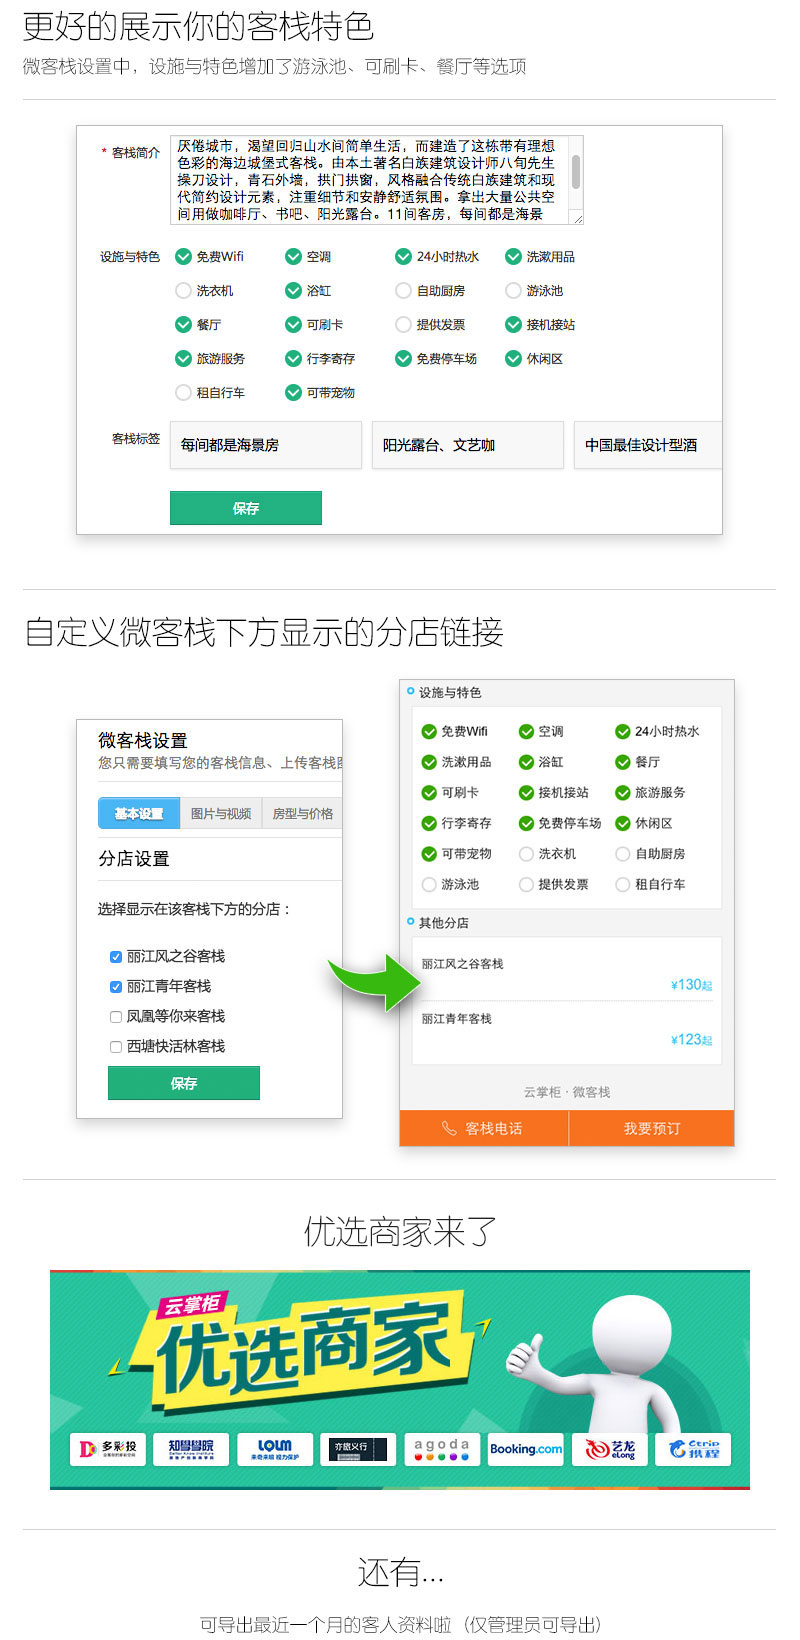 更好的展示你的客栈特色
微客栈设置中，设施与特色增加了游泳池、可刷卡、餐厅等选项
* 客栈简介
厌倦城市，渴望回归山水间简单生活，而建造了这栋带有理想
色彩的海边城堡式客栈。由本土著名白族建筑设计师八旬先生
操刀设计，青石外墙，拱门拱窗，风格融合传统白族建筑和现
代简约设计元素，注重细节和安静舒适氛围。拿出大量公共空
间用做咖啡厅、书吧、阳光露台。11间客房，每间都是海景
设施与特色 免费Wifi 空调 24小时热水 洗漱用品
洗衣机 浴缸 自助厨房 游泳池
餐厅 可刷卡 提供发票 接机接站
旅游服务 行李寄存 免费停车场 休闲区
租自行车 可带宠物
客栈标签 每间都是海景房 阳光露台、文艺咖 中国最佳设计型酒
保存
自定义微客栈下方显示的分店链接
微客栈设置
您只需要填写您的客栈信息、上传客栈图
基本设置 图片与视频 房型与价格
分店设置
选择显示在该客栈下方的分店：
丽江风之谷客栈
丽江青年客栈
凤凰等你来客栈
西塘快活林客栈
保存
设施与特色
免费Wifi 空调 24小时热水
洗漱用品 浴缸 餐厅
可刷卡 接机接站 旅游服务
行李寄存 免费停车场 休闲区
可带宠物 洗衣机 自助厨房
游泳池 提供发票 租自行车
其他分店
丽江风之谷客栈
¥130起
丽江青年客栈
¥123起
云掌柜·微客栈
客栈电话 我要预订
优选商家来了
云掌柜
优选商家
多彩投 知学学院 LOLM 亦旅义行 agoda Booking.com 艺龙 eLong Ctrip 携程
来奇来明 视力保护
还有...
可导出最近一个月的客人资料啦（仅管理员可导出）